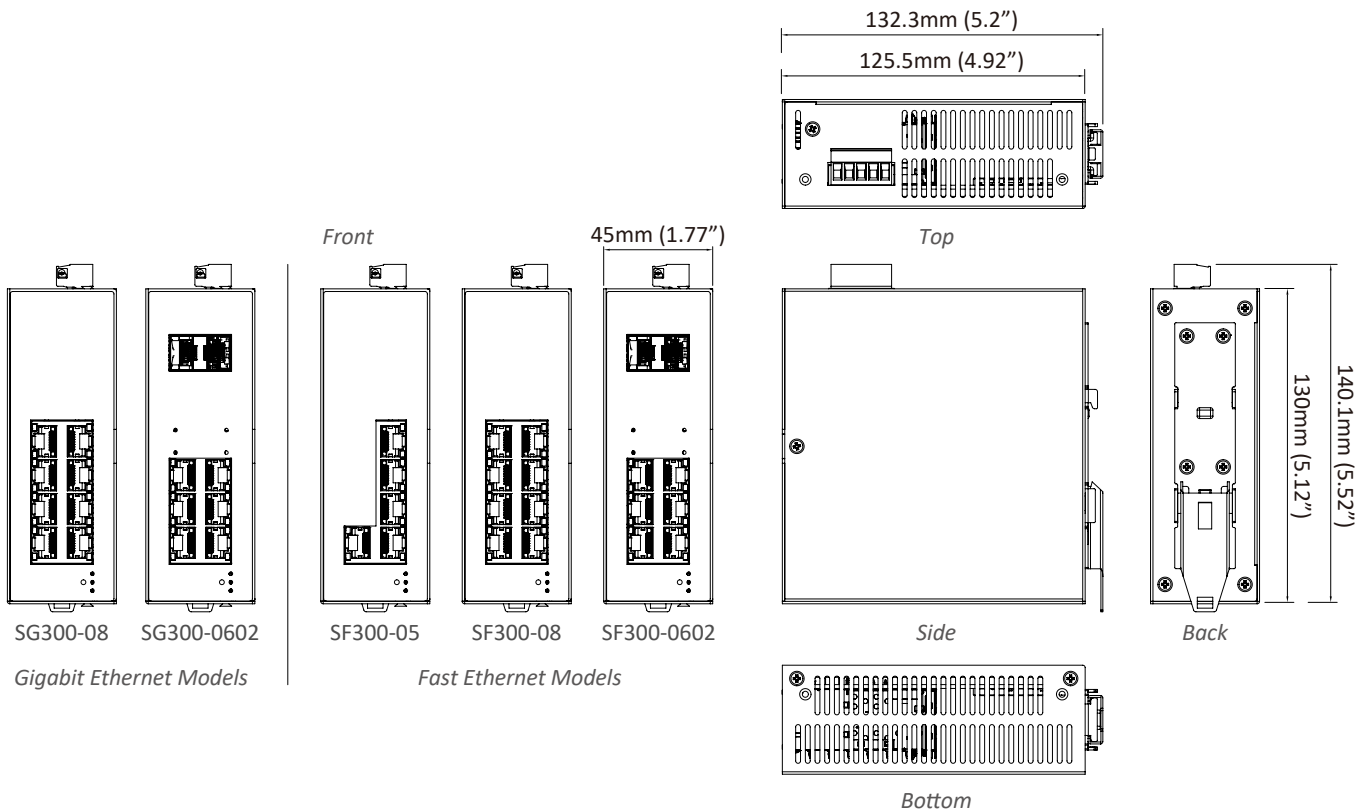 132.3mm (5.2”)
125.5mm (4.92”)
Front
45mm (1.77”)
Top
130mm (5.12”)
140.1mm (5.52”)
SG300-08
SG300-0602
SF300-05
SF300-08
SF300-0602
Side
Back
Gigabit Ethernet Models
Fast Ethernet Models
Bottom